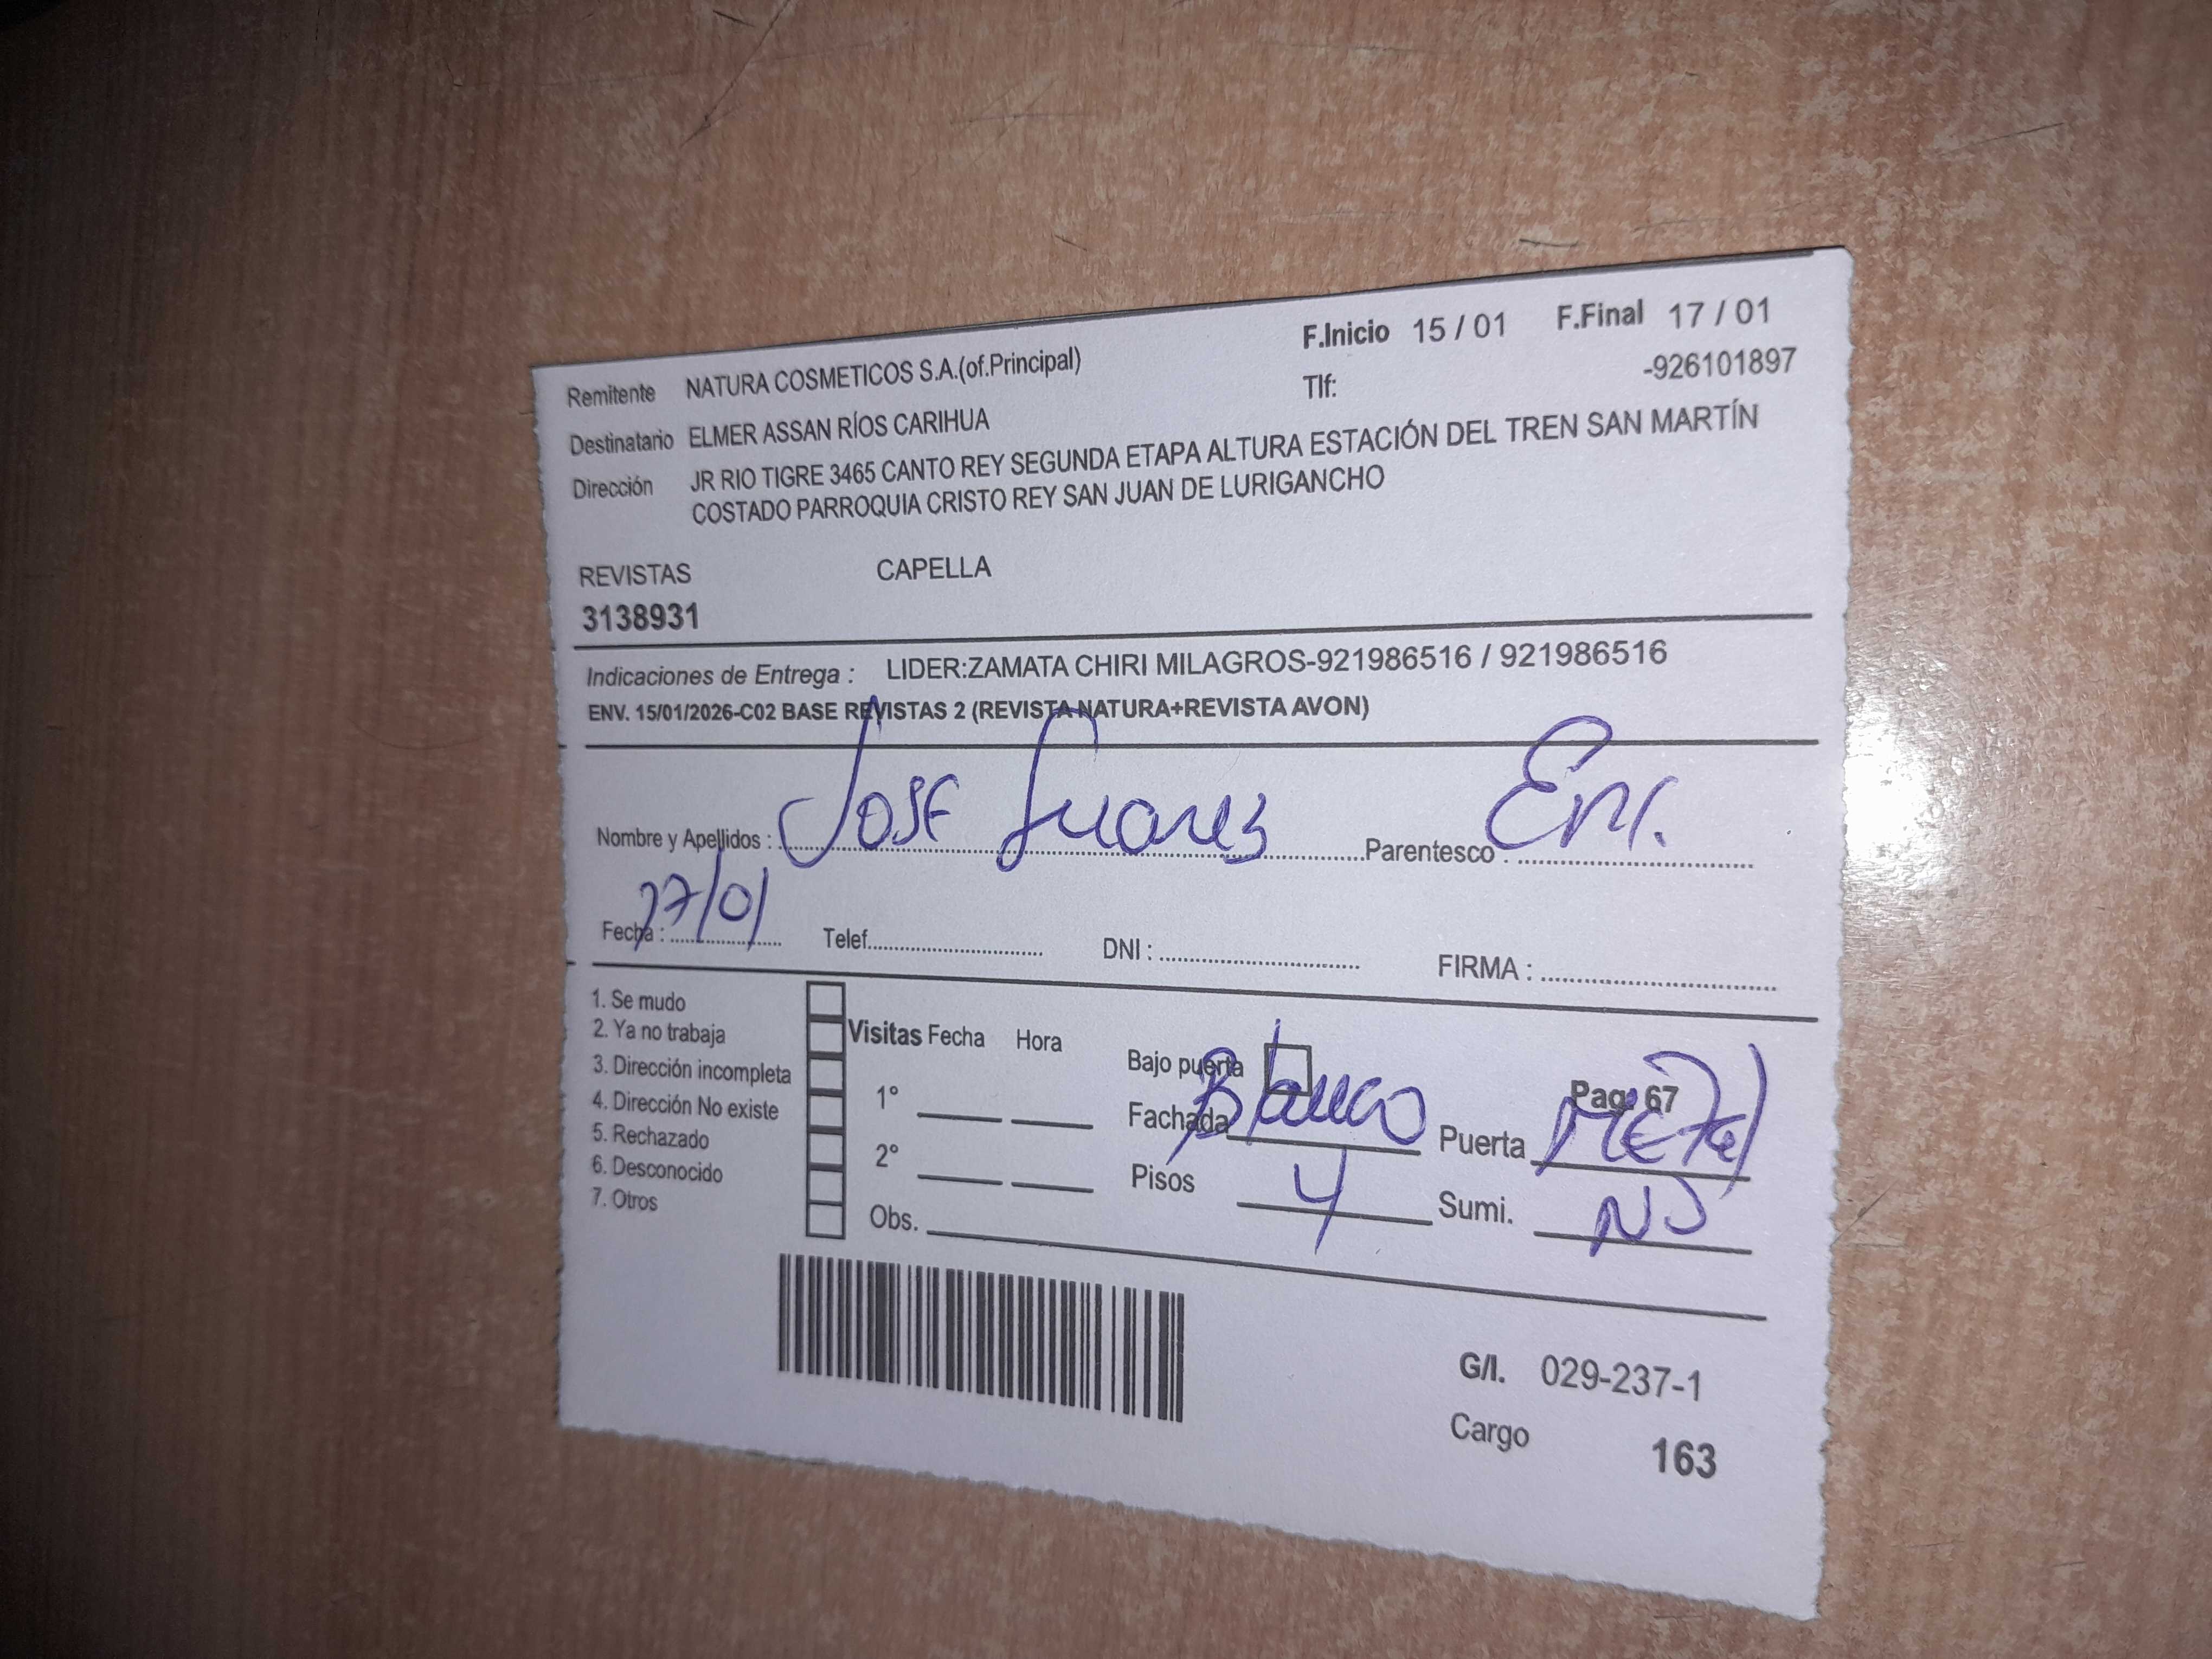 F.Inicio 15 / 01 F.Final 17 / 01
Remitente NATURA COSMETICOS S.A.(of.Principal) Tlf: -926101897
Destinatario ELMER ASSAN RÍOS CARIHUA
Dirección JR RIO TIGRE 3465 CANTO REY SEGUNDA ETAPA ALTURA ESTACIÓN DEL TREN SAN MARTÍN
COSTADO PARROQUIA CRISTO REY SAN JUAN DE LURIGANCHO
REVISTAS CAPELLA
3138931
Indicaciones de Entrega : LIDER:ZAMATA CHIRI MILAGROS-921986516 / 921986516
ENV. 15/01/2026-C02 BASE REVISTAS 2 (REVISTA NATURA+REVISTA AVON)
Nombre y Apellidos : José Suares Parentesco :
Fecha : 17/01 Telef. DNI : FIRMA :
1. Se mudo
2. Ya no trabaja
3. Dirección incompleta
4. Dirección No existe
5. Rechazado
6. Desconocido
7. Otros
Visitas Fecha Hora
1°
2°
Obs.
Bajo puerta Pag. 67
Fachada Blanco Puerta Metal
Pisos 4 Sumi. NJ
G/I. 029-237-1
Cargo 163